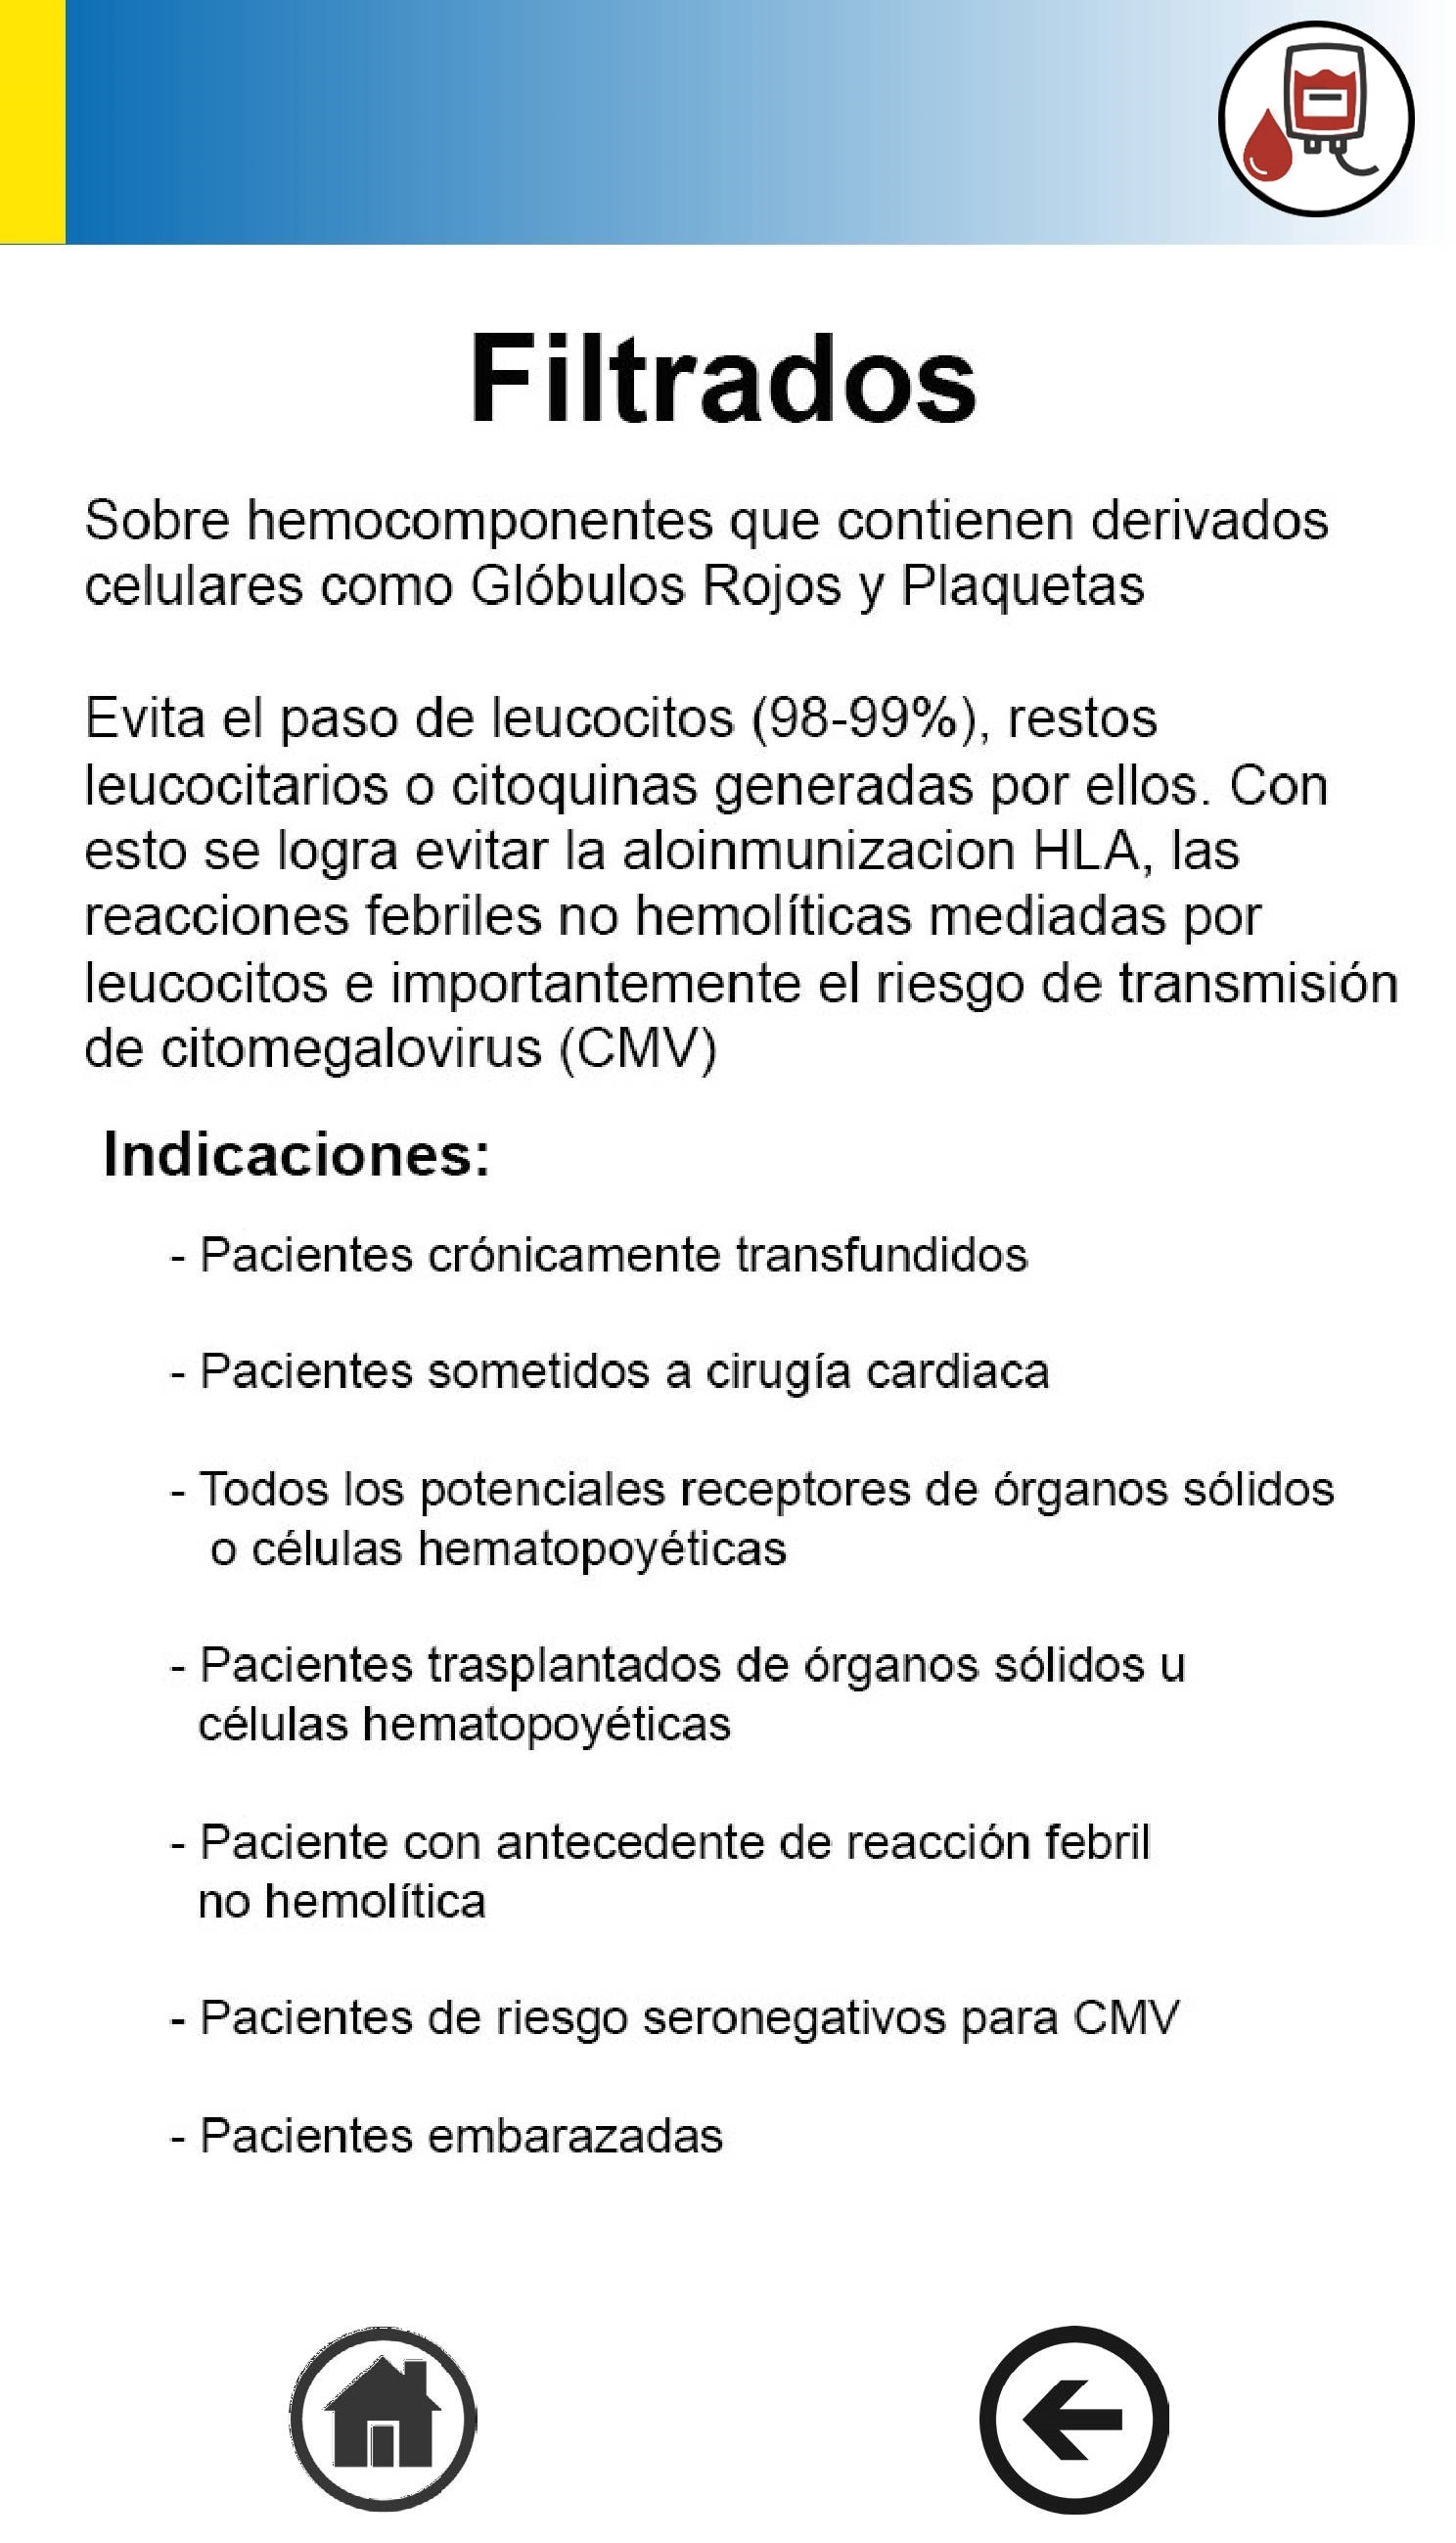 Filtrados
Sobre hemocomponentes que contienen derivados
celulares como Glóbulos Rojos y Plaquetas
Evita el paso de leucocitos (98-99%), restos
leucocitarios o citoquinas generadas por ellos. Con
esto se logra evitar la aloinmunizacion HLA, las
reacciones febriles no hemolíticas mediadas por
leucocitos e importantemente el riesgo de transmisión
de citomegalovirus (CMV)
Indicaciones:
- Pacientes crónicamente transfundidos
- Pacientes sometidos a cirugía cardiaca
- Todos los potenciales receptores de órganos sólidos
o células hematopoyéticas
- Pacientes trasplantados de órganos sólidos u
células hematopoyéticas
- Paciente con antecedente de reacción febril
no hemolítica
- Pacientes de riesgo seronegativos para CMV
- Pacientes embarazadas